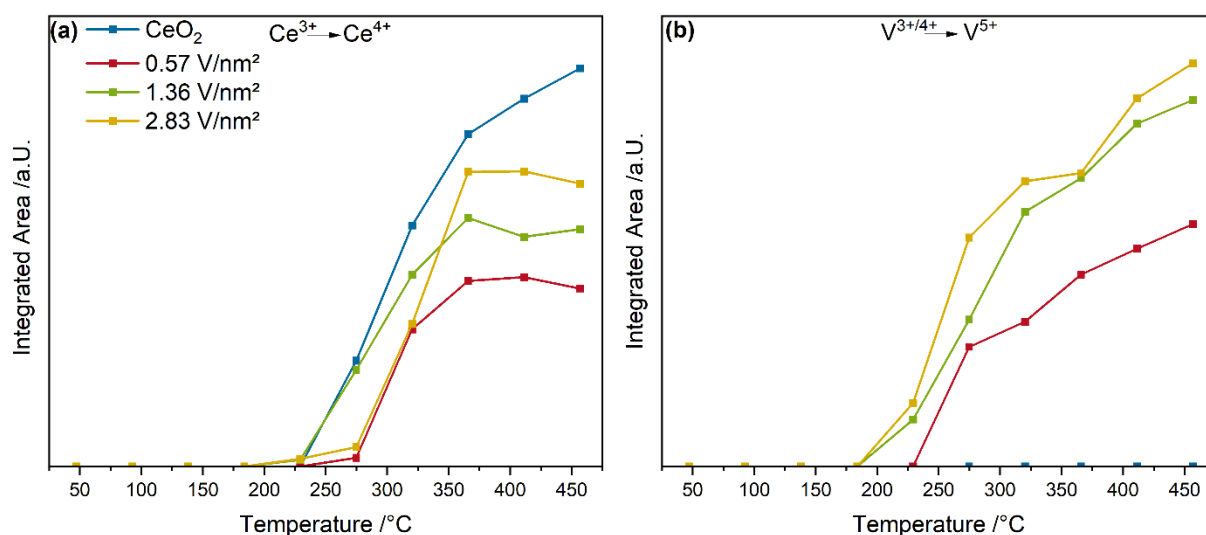 (a)
Ce³⁺→Ce⁴⁺
CeO₂
0.57 V/nm²
1.36 V/nm²
2.83 V/nm²
Integrated Area /a.U.
50 100 150 200 250 300 350 400 450
Temperature /°C
(b)
V³⁺/⁴⁺→ V⁵⁺
Integrated Area /a.U.
50 100 150 200 250 300 350 400 450
Temperature /°C